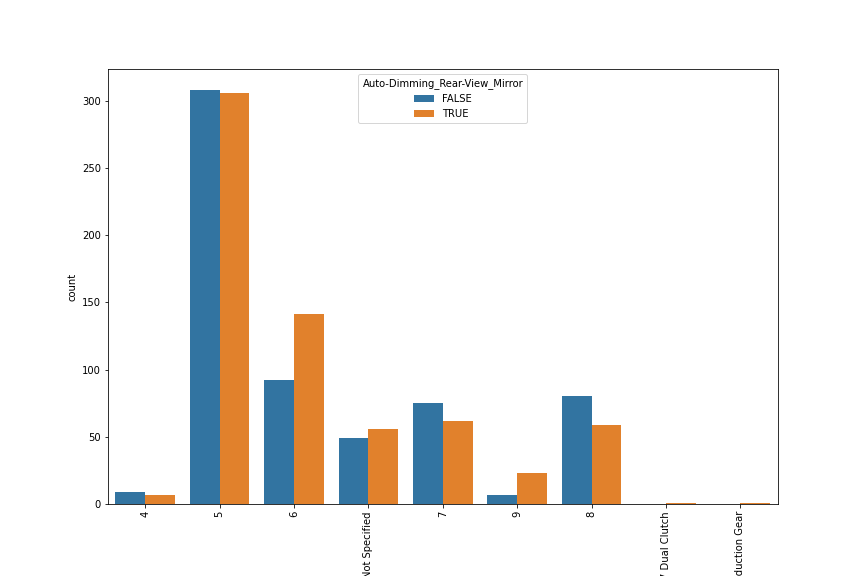 Auto-Dimming_Rear-View_Mirror
FALSE
TRUE
count
300
250
200
150
100
50
0
4
5
6
Not Specified
7
9
8
7 Dual Clutch
Gear